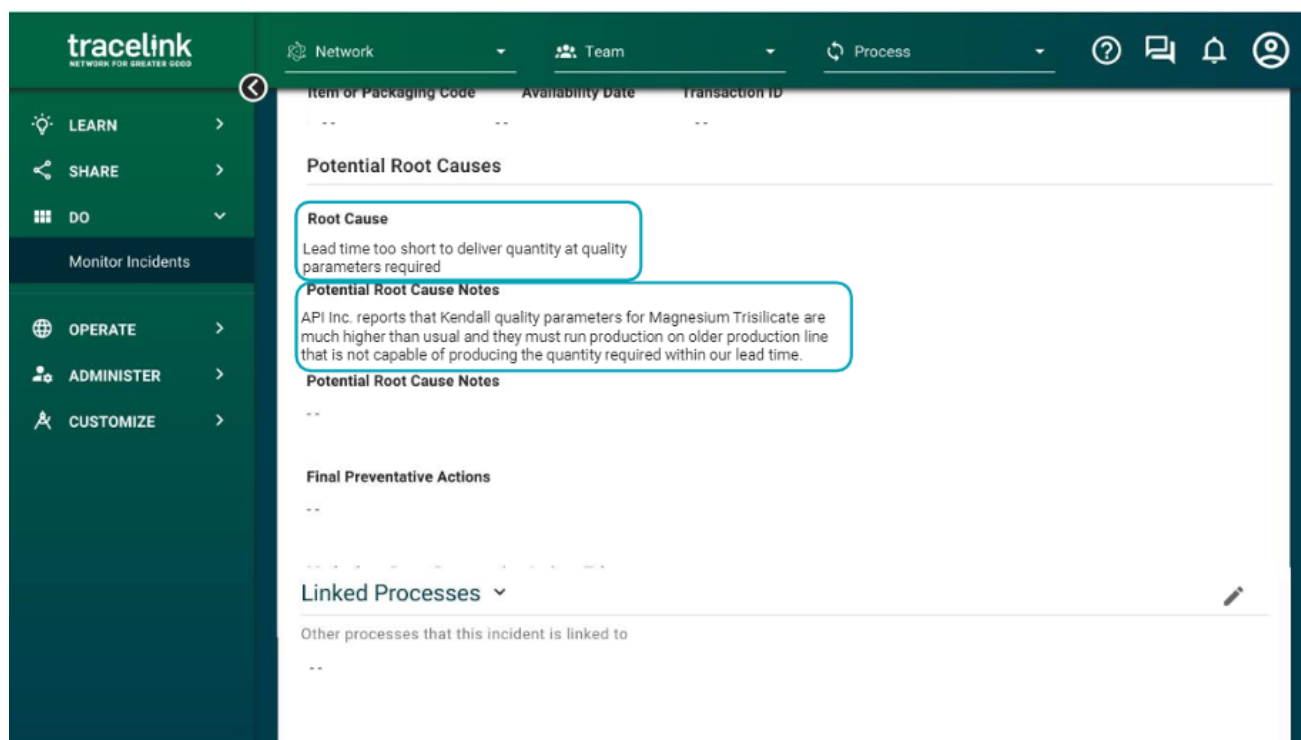 tracelink
NETWORK FOR GREATER GOOD
Network
Team
Process
LEARN
SHARE
DO
Monitor Incidents
OPERATE
ADMINISTER
CUSTOMIZE
Item or Packaging Code Availability Date Transaction ID
-- -- --
Potential Root Causes
Root Cause
Lead time too short to deliver quantity at quality
parameters required
Potential Root Cause Notes
API Inc. reports that Kendall quality parameters for Magnesium Trisilicate are
much higher than usual and they must run production on older production line
that is not capable of producing the quantity required within our lead time.
Potential Root Cause Notes
--
Final Preventative Actions
--
Linked Processes
Other processes that this incident is linked to
--